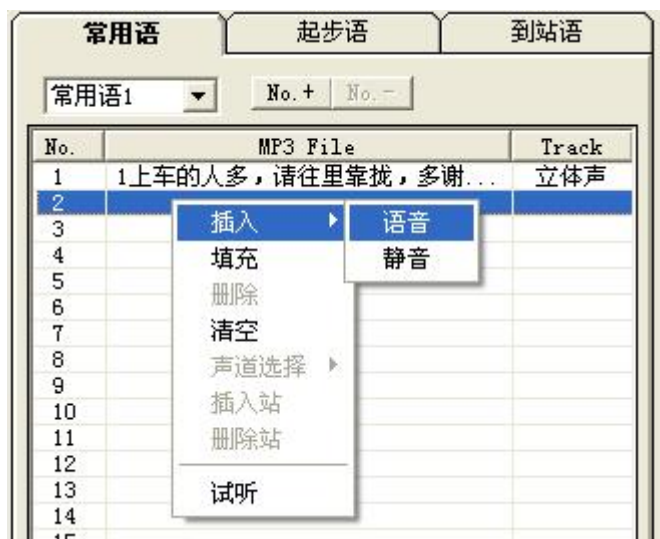 常用语 起步语 到站语
常用语1 No.+ No.-
No. MP3 File Track
1 1上车的人多，请往里靠拢，多谢... 立体声
2
插入 语音
3
4
填充 静音
5
删除
6
7
清空
8
声道选择
9
10
插入站
11
删除站
12
13
试听
14